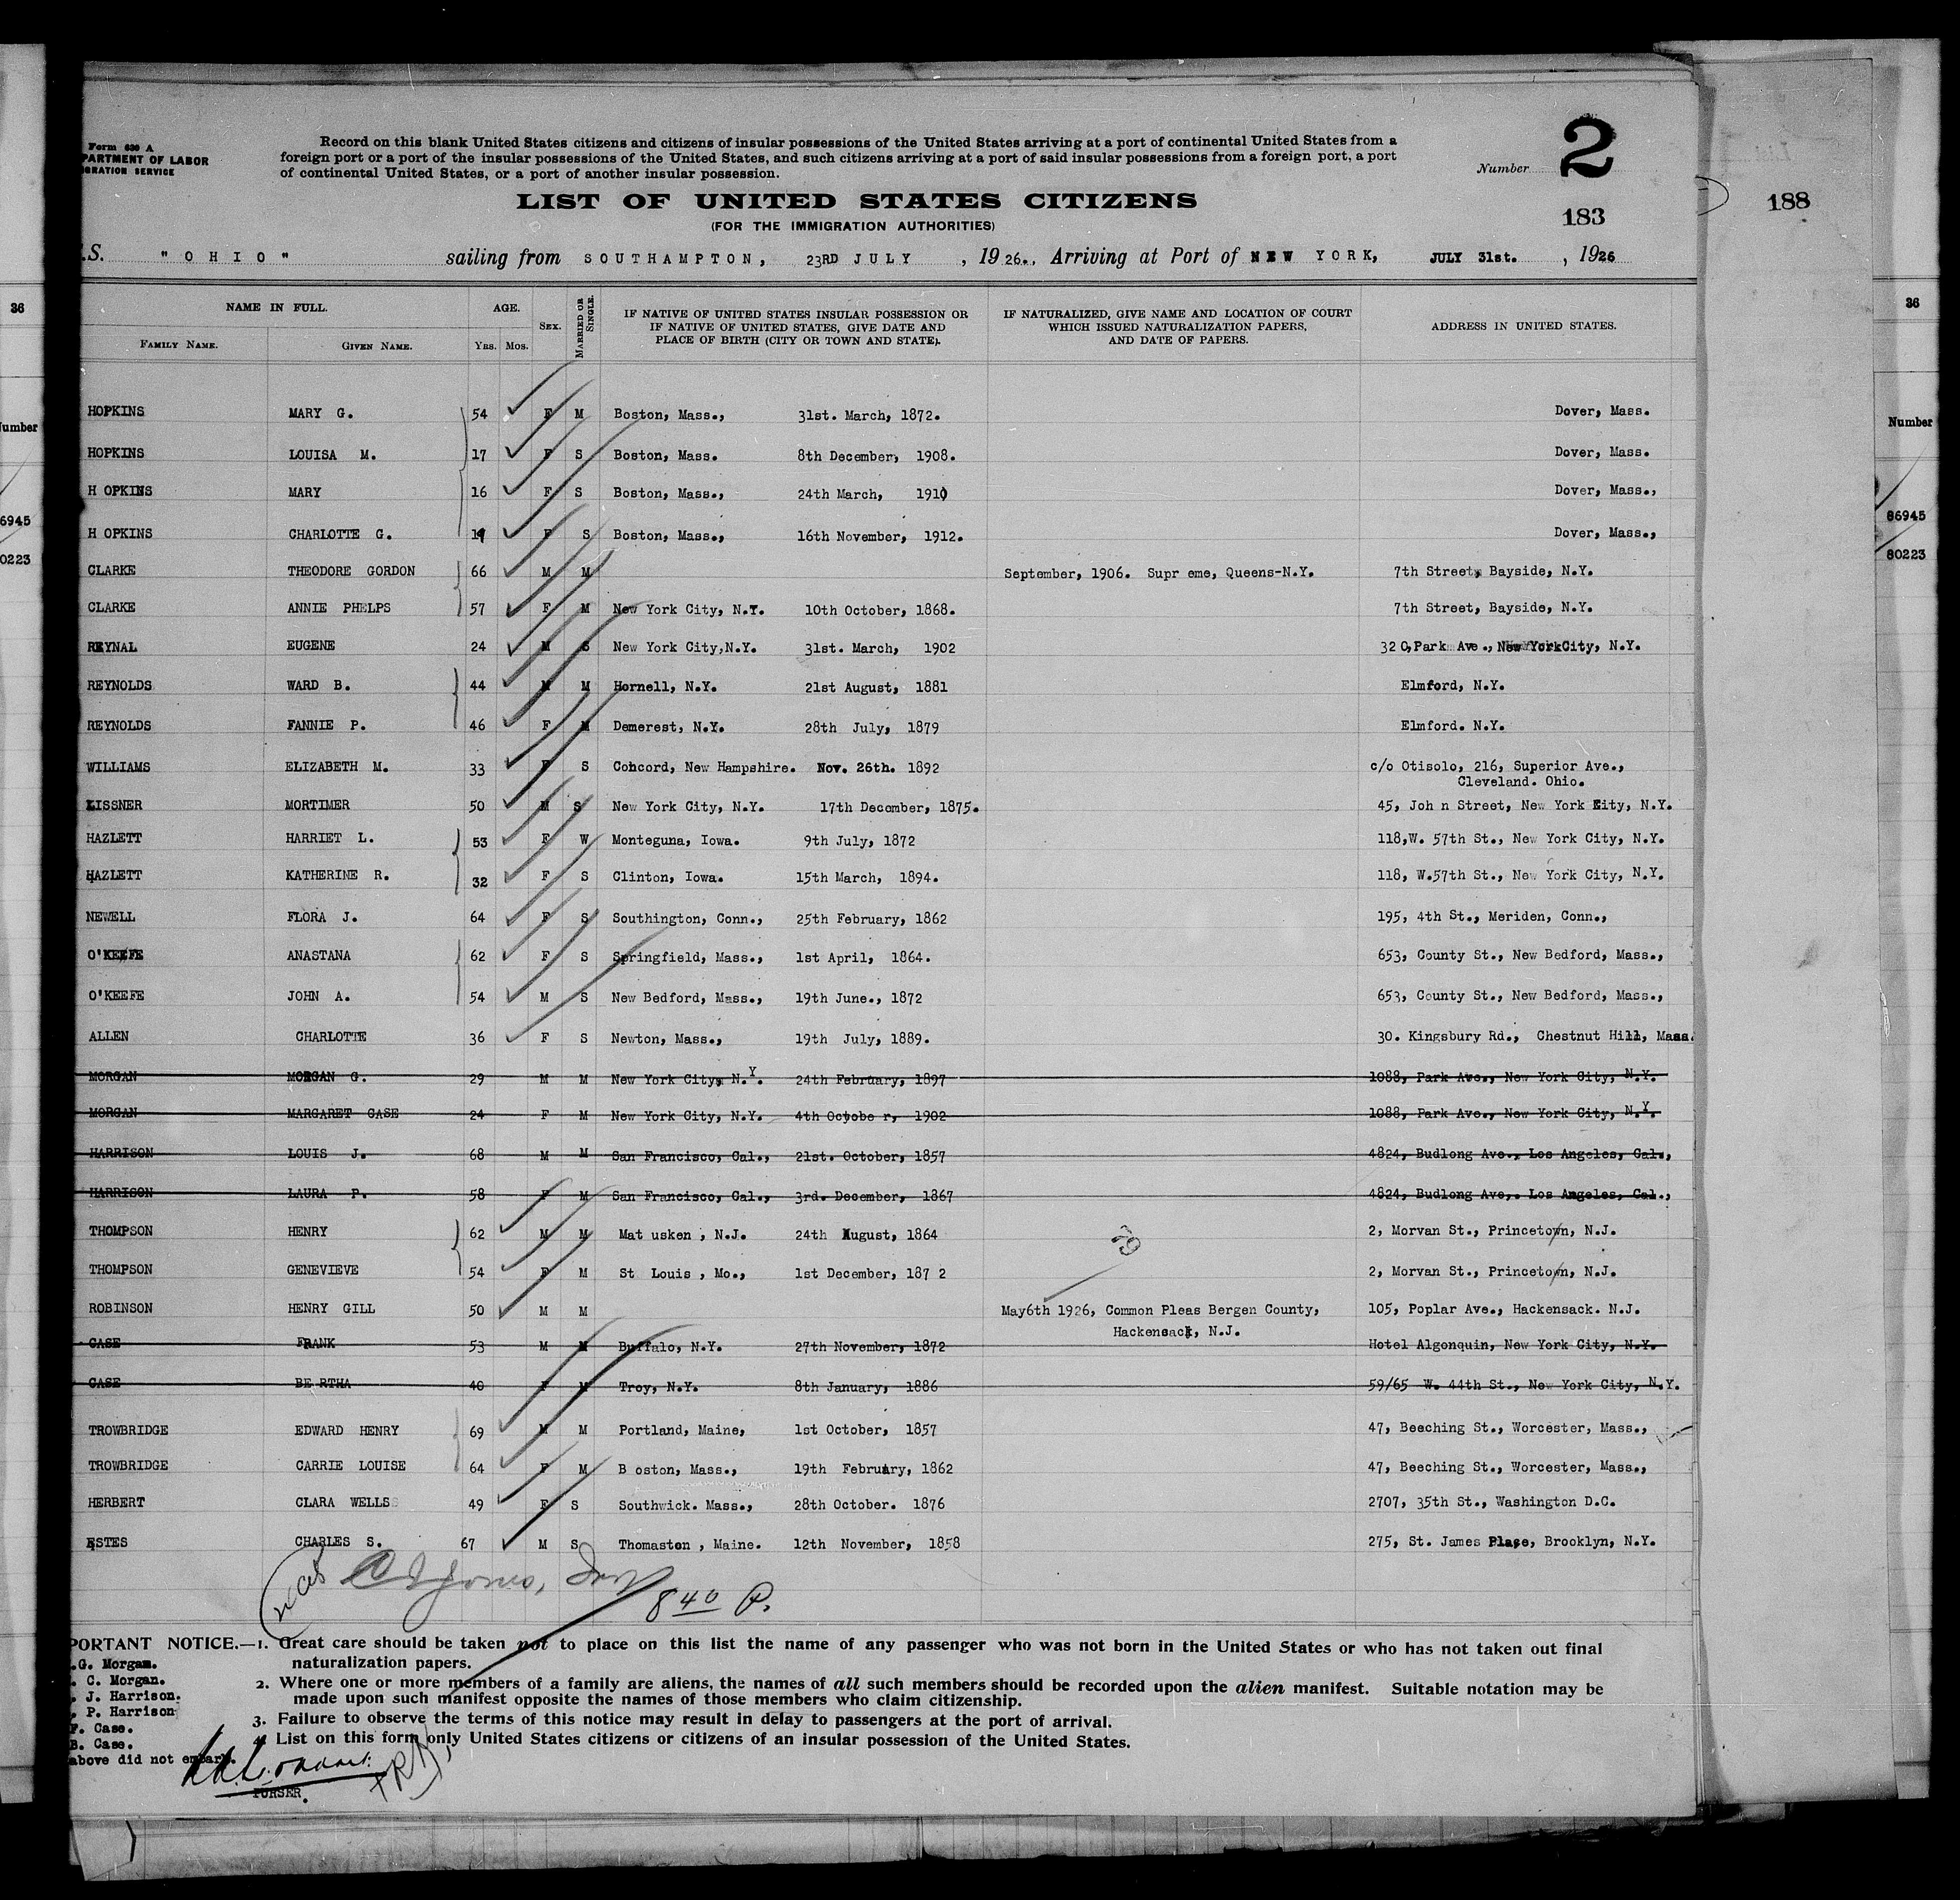 Form 630 A
PARTMENT OF LABOR
IGRATION SERVICE
Record on this blank United States citizens and citizens of insular possessions of the United States arriving at a port of continental United States from a
foreign port or a port of the insular possessions of the United States, and such citizens arriving at a port of said insular possessions from a foreign port, a port
of continental United States, or a port of another insular possession.
Number 2
183
188
LIST OF UNITED STATES CITIZENS
(FOR THE IMMIGRATION AUTHORITIES)
.S. "OHIO" sailing from SOUTHAMPTON, 23RD JULY, 1926., Arriving at Port of NEW YORK, JULY 31st., 1926
NAME IN FULL. AGE. SEX. MARRIED OR SINGLE. IF NATIVE OF UNITED STATES INSULAR POSSESSION OR IF NATIVE OF UNITED STATES, GIVE DATE AND PLACE OF BIRTH (CITY OR TOWN AND STATE). IF NATURALIZED, GIVE NAME AND LOCATION OF COURT WHICH ISSUED NATURALIZATION PAPERS, AND DATE OF PAPERS. ADDRESS IN UNITED STATES.
FAMILY NAME. GIVEN NAME. Yrs. Mos.
HOPKINS MARY G. 54 F M Boston, Mass., 31st. March, 1872. Dover, Mass.
HOPKINS LOUISA M. 17 F S Boston, Mass. 8th December, 1908. Dover, Mass.
H OPKINS MARY 16 F S Boston, Mass., 24th March, 1910 Dover, Mass.,
H OPKINS CHARLOTTE G. F S Boston, Mass., 16th November, 1912. Dover, Mass.,
CLARKE THEODORE GORDON 66 M M September, 1906. Supr eme, Queens-N.Y. 7th Street, Bayside, N.Y.
CLARKE ANNIE PHELPS 57 F M New York City, N.Y. 10th October, 1868. 7th Street, Bayside, N.Y.
REYNAL EUGENE 24 M S New York City,N.Y. 31st. March, 1902 32 0,Park Ave., New YorkCity, N.Y.
REYNOLDS WARD B. 44 M M Hornell, N.Y. 21st August, 1881 Elmford, N.Y.
REYNOLDS FANNIE P. 46 F M Demerest, N.Y. 28th July, 1879 Elmford. N.Y.
WILLIAMS ELIZABETH M. 33 F S Concord, New Hampshire. Nov. 26th. 1892 c/o Otisolo, 216, Superior Ave.,
Cleveland. Ohio.
LISSNER MORTIMER 50 M S New York City, N.Y. 17th December, 1875. 45, Joh n Street, New York City, N.Y.
HAZLETT HARRIET L. 53 F W Monteguna, Iowa. 9th July, 1872 118,W. 57th St., New York City, N.Y.
HAZLETT KATHERINE R. 32 F S Clinton, Iowa. 15th March, 1894. 118, W.57th St., New York City, N.Y.
NEWELL FLORA J. 64 F S Southington, Conn., 25th February, 1862 195, 4th St., Meriden, Conn.,
O'KEEFE ANASTANA 62 F S Springfield, Mass., 1st April, 1864. 653, County St., New Bedford, Mass.,
O'KEEFE JOHN A. 54 M S New Bedford, Mass., 19th June., 1872 653, County St., New Bedford, Mass.,
ALLEN CHARLOTTE 36 F S Newton, Mass., 19th July, 1889. 30. Kingsbury Rd., Chestnut Hill, Mass.
MORGAN MORGAN G. 29 M M New York City, N.Y. 24th February, 1897 1088, Park Ave., New York City, N.Y.
MORGAN MARGARET CASE 24 F M New York City, N.Y. 4th Octobe r, 1902 1088, Park Ave., New York City, N.Y.
HARRISON LOUIS J. 68 M M San Francisco, Cal., 21st. October, 1857 4824, Budlong Ave., Los Angeles, Cal.,
HARRISON LAURA P. 58 F M San Francisco, Cal., 3rd. December, 1867 4824, Budlong Ave,. Los Angeles, Cal.,
THOMPSON HENRY 62 M M Mat usken , N.J. 24th August, 1864 2, Morvan St., Princetown, N.J.
THOMPSON GENEVIEVE 54 F M St Louis , Mo., 1st December, 187 2 2, Morvan St., Princetown, N.J.
ROBINSON HENRY GILL 50 M M May6th 1926, Common Pleas Bergen County, 105, Poplar Ave., Hackensack. N.J.
Hackensack, N.J.
CASE FRANK 53 M M Buffalo, N.Y. 27th November, 1872 Hotel Algonquin, New York City, N.Y.
CASE BE RTHA 40 F M Troy, N.Y. 8th January, 1886 59/65 W. 44th St., New York City, N.Y.
TROWBRIDGE EDWARD HENRY 69 M M Portland, Maine, 1st October, 1857 47, Beeching St., Worcester, Mass.,
TROWBRIDGE CARRIE LOUISE 64 F M B oston, Mass., 19th February, 1862 47, Beeching St., Worcester, Mass.,
HERBERT CLARA WELLS 49 F S Southwick. Mass., 28th October. 1876 2707, 35th St., Washington D.C.
ESTES CHARLES S. 67 M S Thomaston , Maine. 12th November, 1858 275, St. James Place, Brooklyn, N.Y.
8 40 P.
PORTANT NOTICE.—1. Great care should be taken not to place on this list the name of any passenger who was not born in the United States or who has not taken out final
naturalization papers.
2. Where one or more members of a family are aliens, the names of all such members should be recorded upon the alien manifest. Suitable notation may be
made upon such manifest opposite the names of those members who claim citizenship.
3. Failure to observe the terms of this notice may result in delay to passengers at the port of arrival.
4. List on this form only United States citizens or citizens of an insular possession of the United States.
.G. Morgan.
. C. Morgan.
. J. Harrison.
. P. Harrison
F. Case.
B. Case.
above did not embark.
PURSER.
36
umber
6945
0223
36
Number
86945
80223